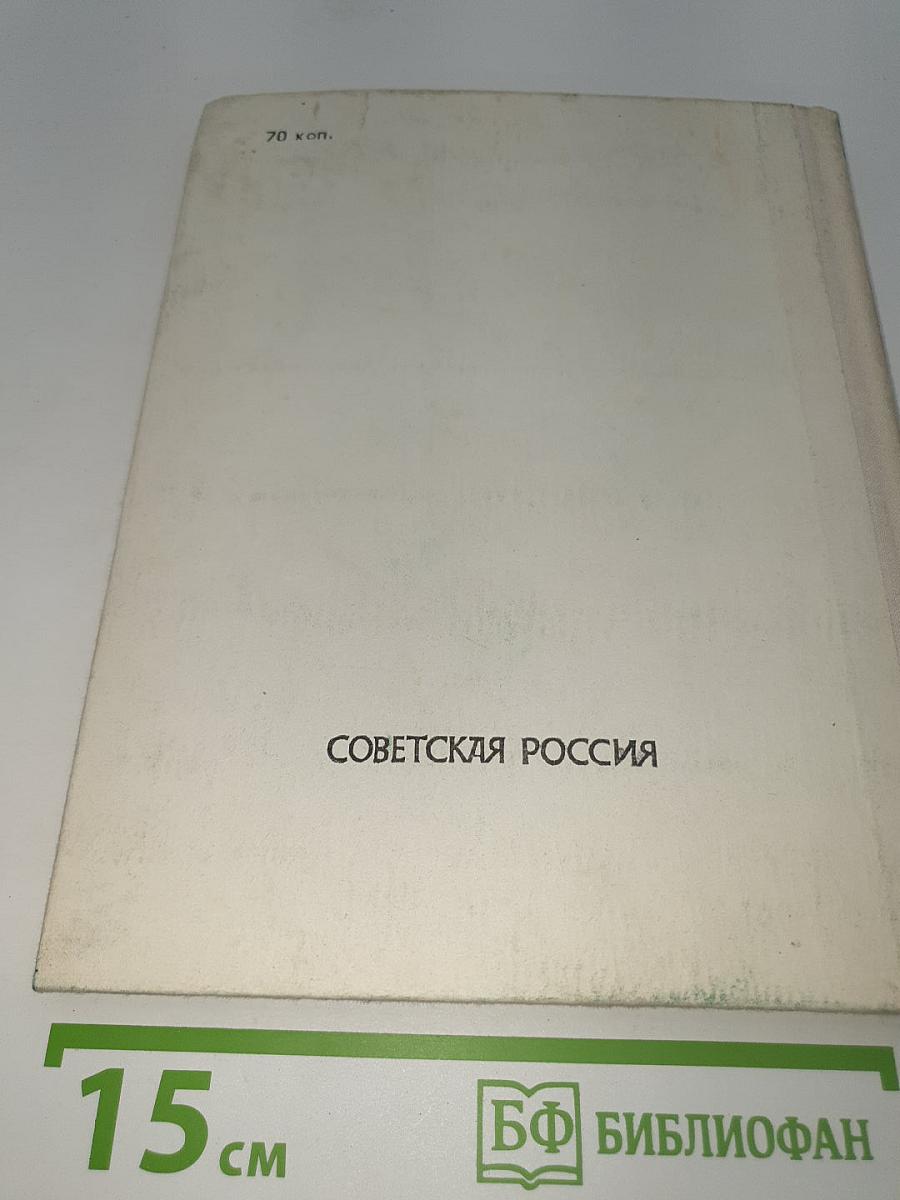 70 коп.
СОВЕТСКАЯ РОССИЯ
15 см
БФ БИБЛИОФАН